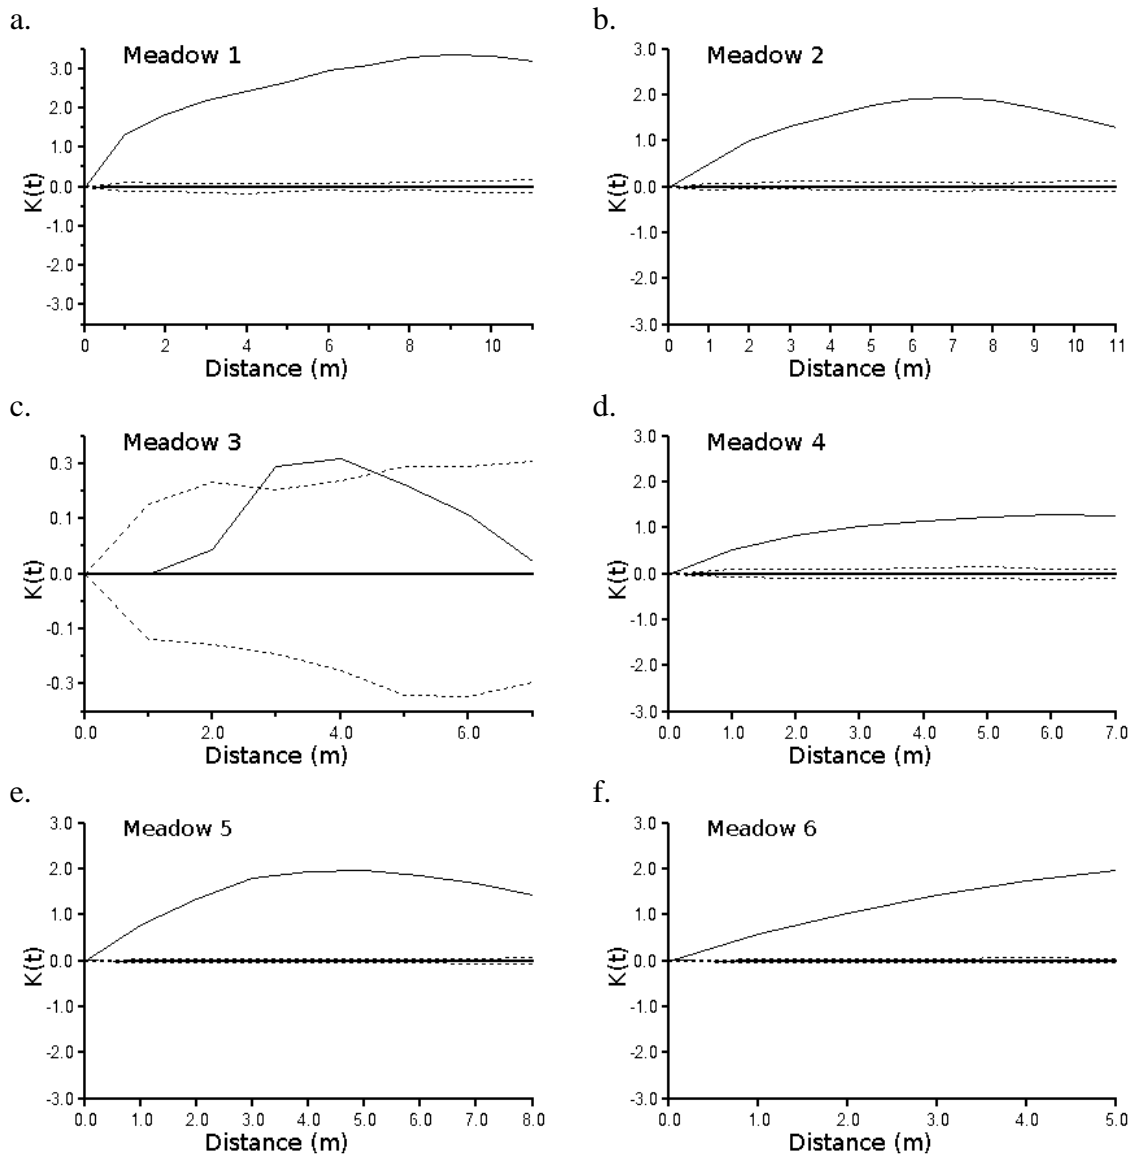 a.
Meadow 1
K(t)
3.0
2.0
1.0
0.0
-1.0
-2.0
-3.0
0 2 4 6 8 10
Distance (m)
b.
Meadow 2
K(t)
3.0
2.0
1.0
0.0
-1.0
-2.0
-3.0
0 1 2 3 4 5 6 7 8 9 10 11
Distance (m)
c.
Meadow 3
K(t)
0.3
0.1
0.0
-0.1
-0.3
0.0 2.0 4.0 6.0
Distance (m)
d.
Meadow 4
K(t)
3.0
2.0
1.0
0.0
-1.0
-2.0
-3.0
0.0 1.0 2.0 3.0 4.0 5.0 6.0 7.0
Distance (m)
e.
Meadow 5
K(t)
3.0
2.0
1.0
0.0
-1.0
-2.0
-3.0
0.0 1.0 2.0 3.0 4.0 5.0 6.0 7.0 8.0
Distance (m)
f.
Meadow 6
K(t)
3.0
2.0
1.0
0.0
-1.0
-2.0
-3.0
0.0 1.0 2.0 3.0 4.0 5.0
Distance (m)